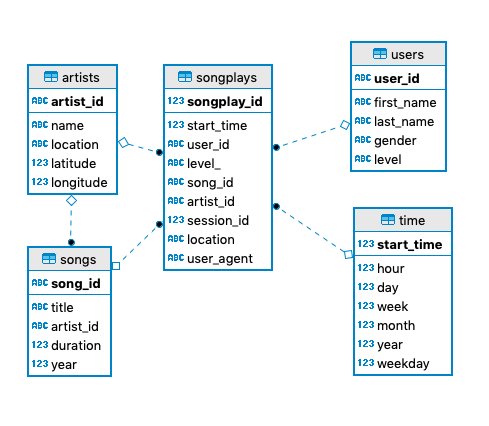 artists
ABC artist_id
ABC name
ABC location
123 latitude
123 longitude
songplays
123 songplay_id
123 start_time
ABC user_id
ABC level_
ABC song_id
ABC artist_id
123 session_id
ABC location
ABC user_agent
users
ABC user_id
ABC first_name
ABC last_name
ABC gender
ABC level
songs
ABC song_id
ABC title
ABC artist_id
123 duration
123 year
time
123 start_time
123 hour
123 day
123 week
123 month
123 year
123 weekday